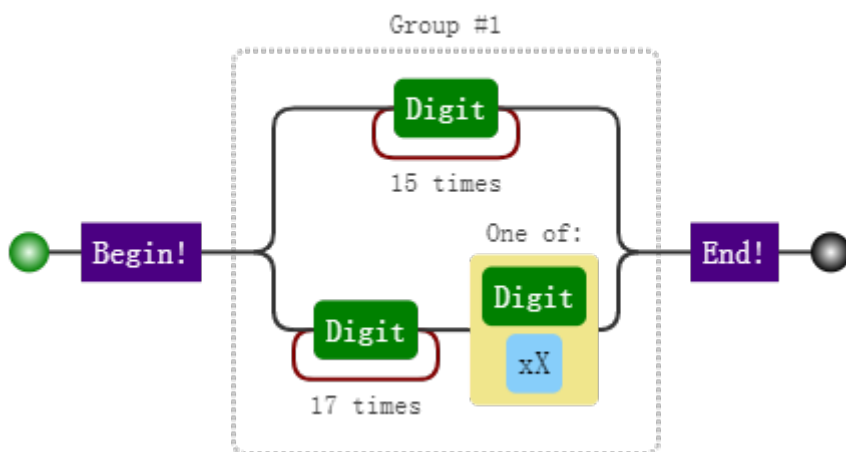 Group #1
Digit
15 times
One of:
Begin!
Digit
End!
Digit
xX
17 times